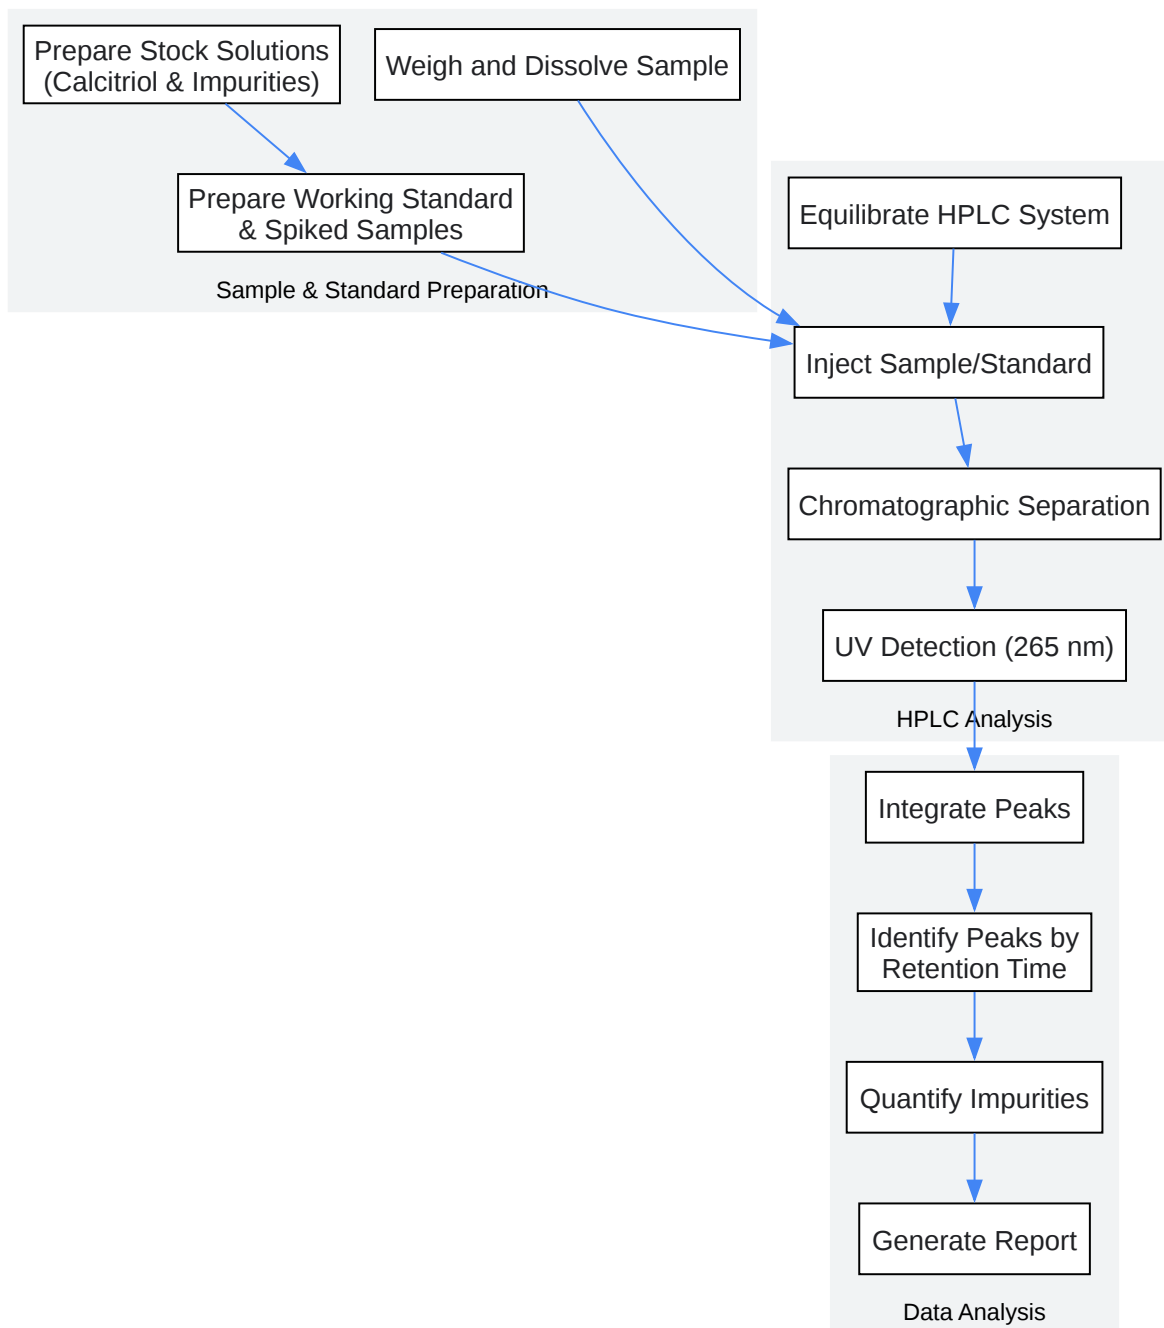 Prepare Stock Solutions
(Calcitriol & Impurities)
Weigh and Dissolve Sample
Prepare Working Standard
& Spiked Samples
Sample & Standard Preparation
Equilibrate HPLC System
Inject Sample/Standard
Chromatographic Separation
UV Detection (265 nm)
HPLC Analysis
Integrate Peaks
Identify Peaks by
Retention Time
Quantify Impurities
Generate Report
Data Analysis